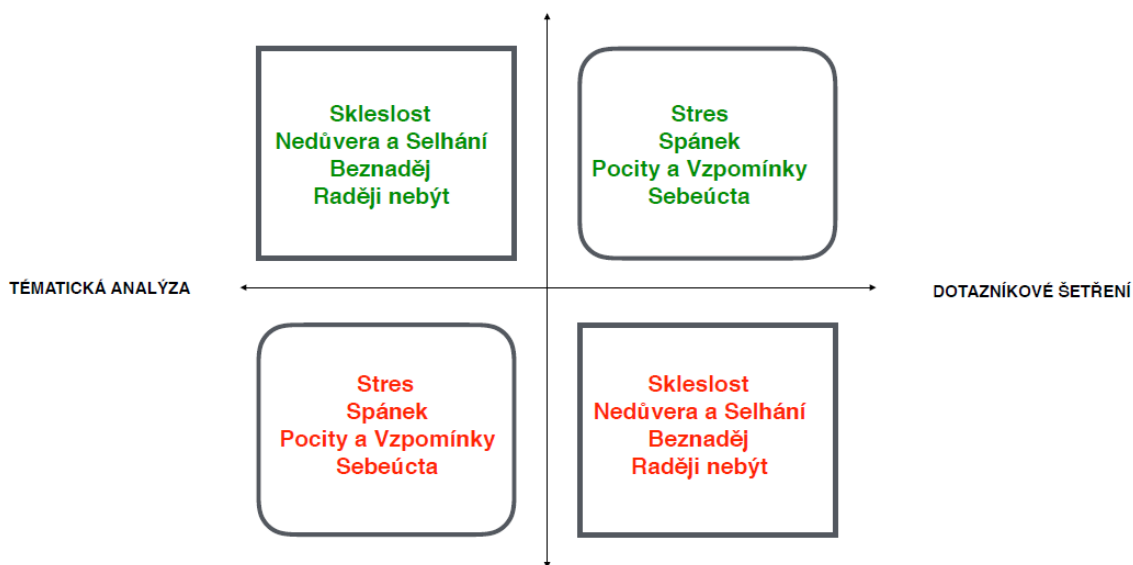 Skleslost
Nedůvera a Selhání
Beznaděj
Raději nebýt
Stres
Spánek
Pocity a Vzpomínky
Sebeúcta
TÉMATICKÁ ANALÝZA
DOTAZNÍKOVÉ ŠETŘENÍ
Stres
Spánek
Pocity a Vzpomínky
Sebeúcta
Skleslost
Nedůvera a Selhání
Beznaděj
Raději nebýt